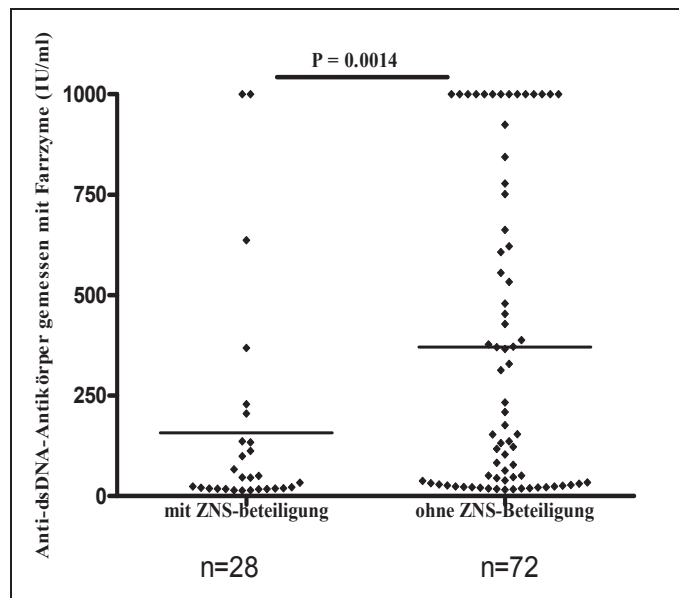 P = 0.0014
Anti-dsDNA-Antikörper gemessen mit Farrzyme (IU/ml)
1000
750
500
250
0
mit ZNS-beteiligung ohne ZNS-Beteiligung
n=28 n=72